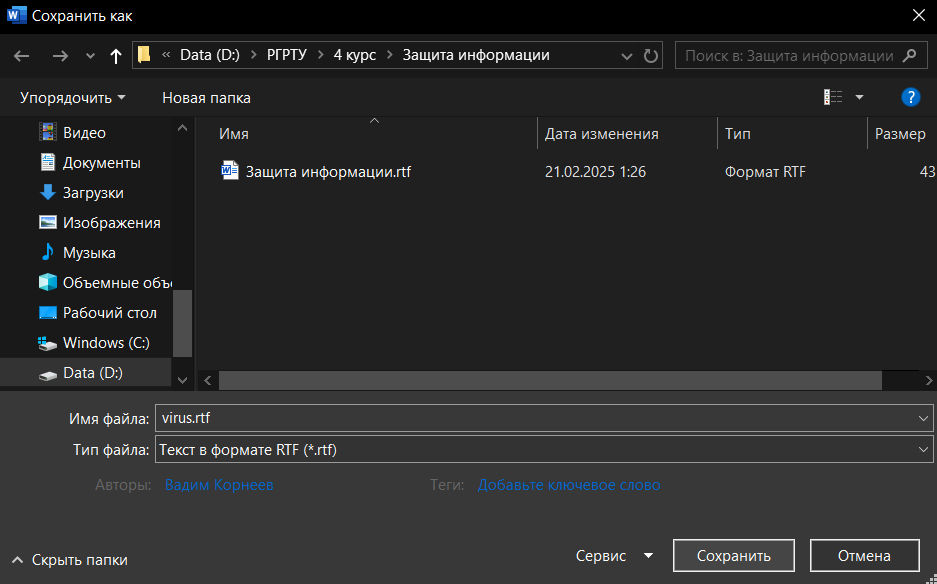 Сохранить как
« Data (D:) > РГРТУ > 4 курс > Защита информации
Поиск в: Защита информации
Упорядочить
Новая папка
?
Видео
Документы
Загрузки
Изображения
Музыка
Объемные объе
Рабочий стол
Windows (C:)
Data (D:)
Имя Дата изменения Тип Размер
Защита информации.rtf 21.02.2025 1:26 Формат RTF 43
Имя файла: virus.rtf
Тип файла: Текст в формате RTF (*.rtf)
Авторы: Вадим Корнеев Теги: Добавьте ключевое слово
Скрыть папки Сервис Сохранить Отмена